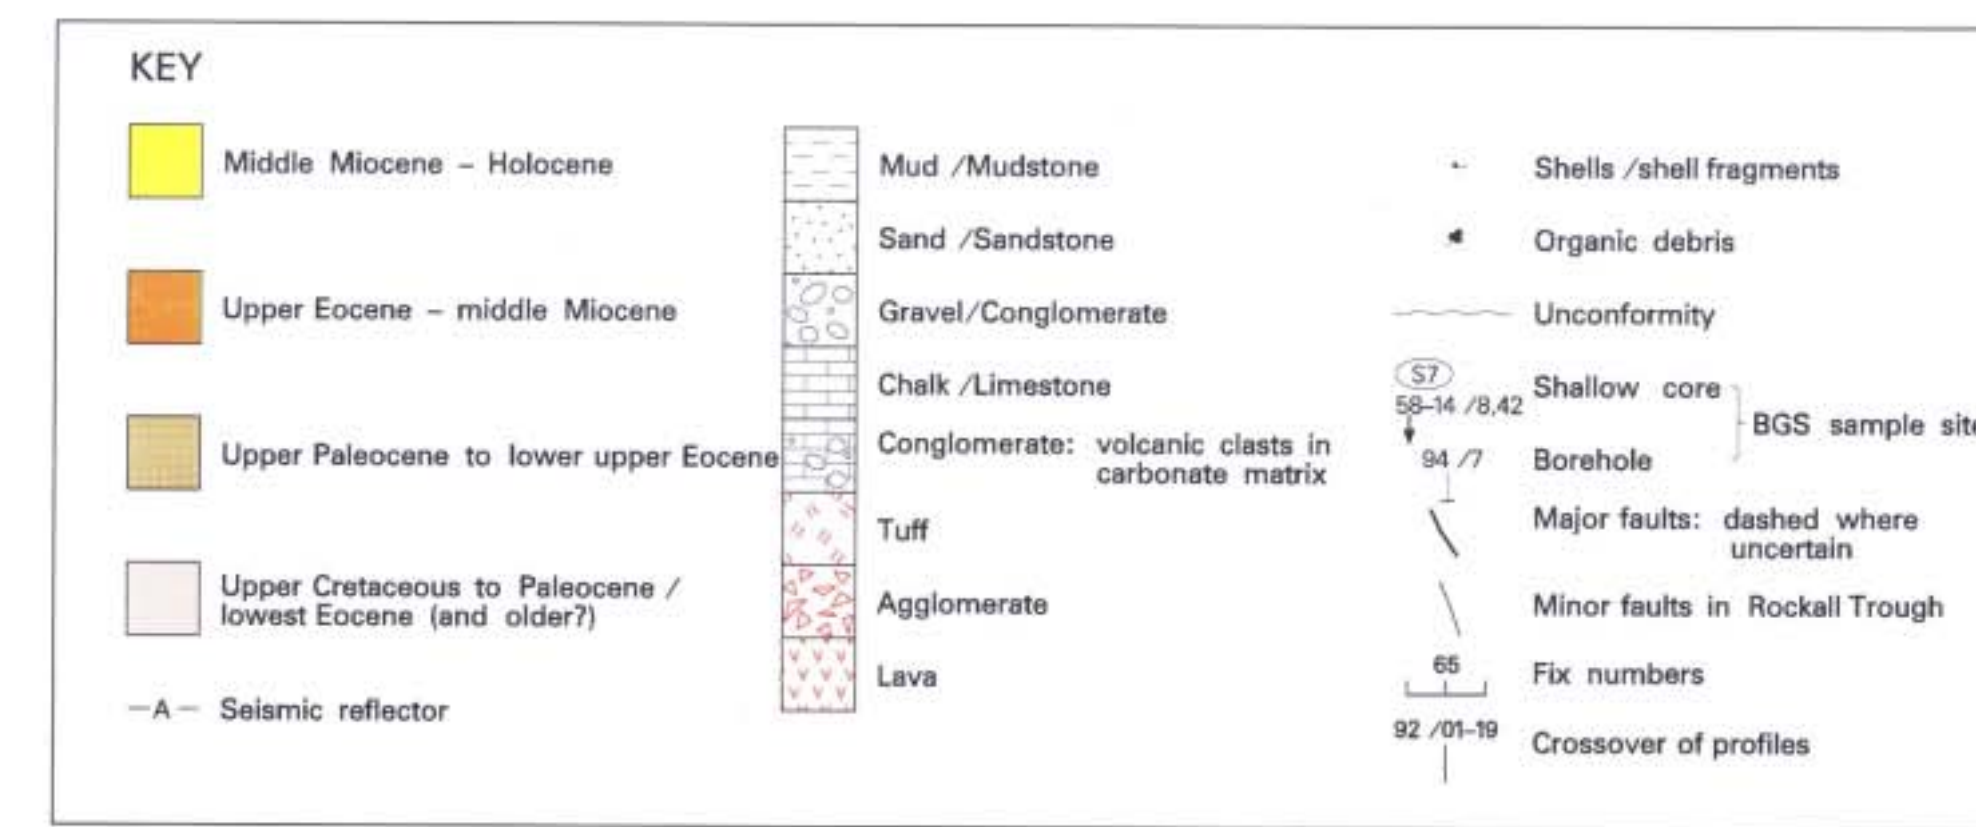 KEY
Middle Miocene – Holocene
Upper Eocene – middle Miocene
Upper Paleocene to lower upper Eocene
Upper Cretaceous to Paleocene /
lowest Eocene (and older?)
—A— Seismic reflector
Mud /Mudstone
Sand /Sandstone
Gravel/Conglomerate
Chalk /Limestone
Conglomerate: volcanic clasts in
carbonate matrix
Tuff
Agglomerate
Lava
Shells /shell fragments
Organic debris
Unconformity
S7
58–14 /8,42
Shallow core
94 /7 Borehole
BGS sample
Major faults: dashed where
uncertain
Minor faults in Rockall Trough
65
Fix numbers
92 /01–19
Crossover of profiles